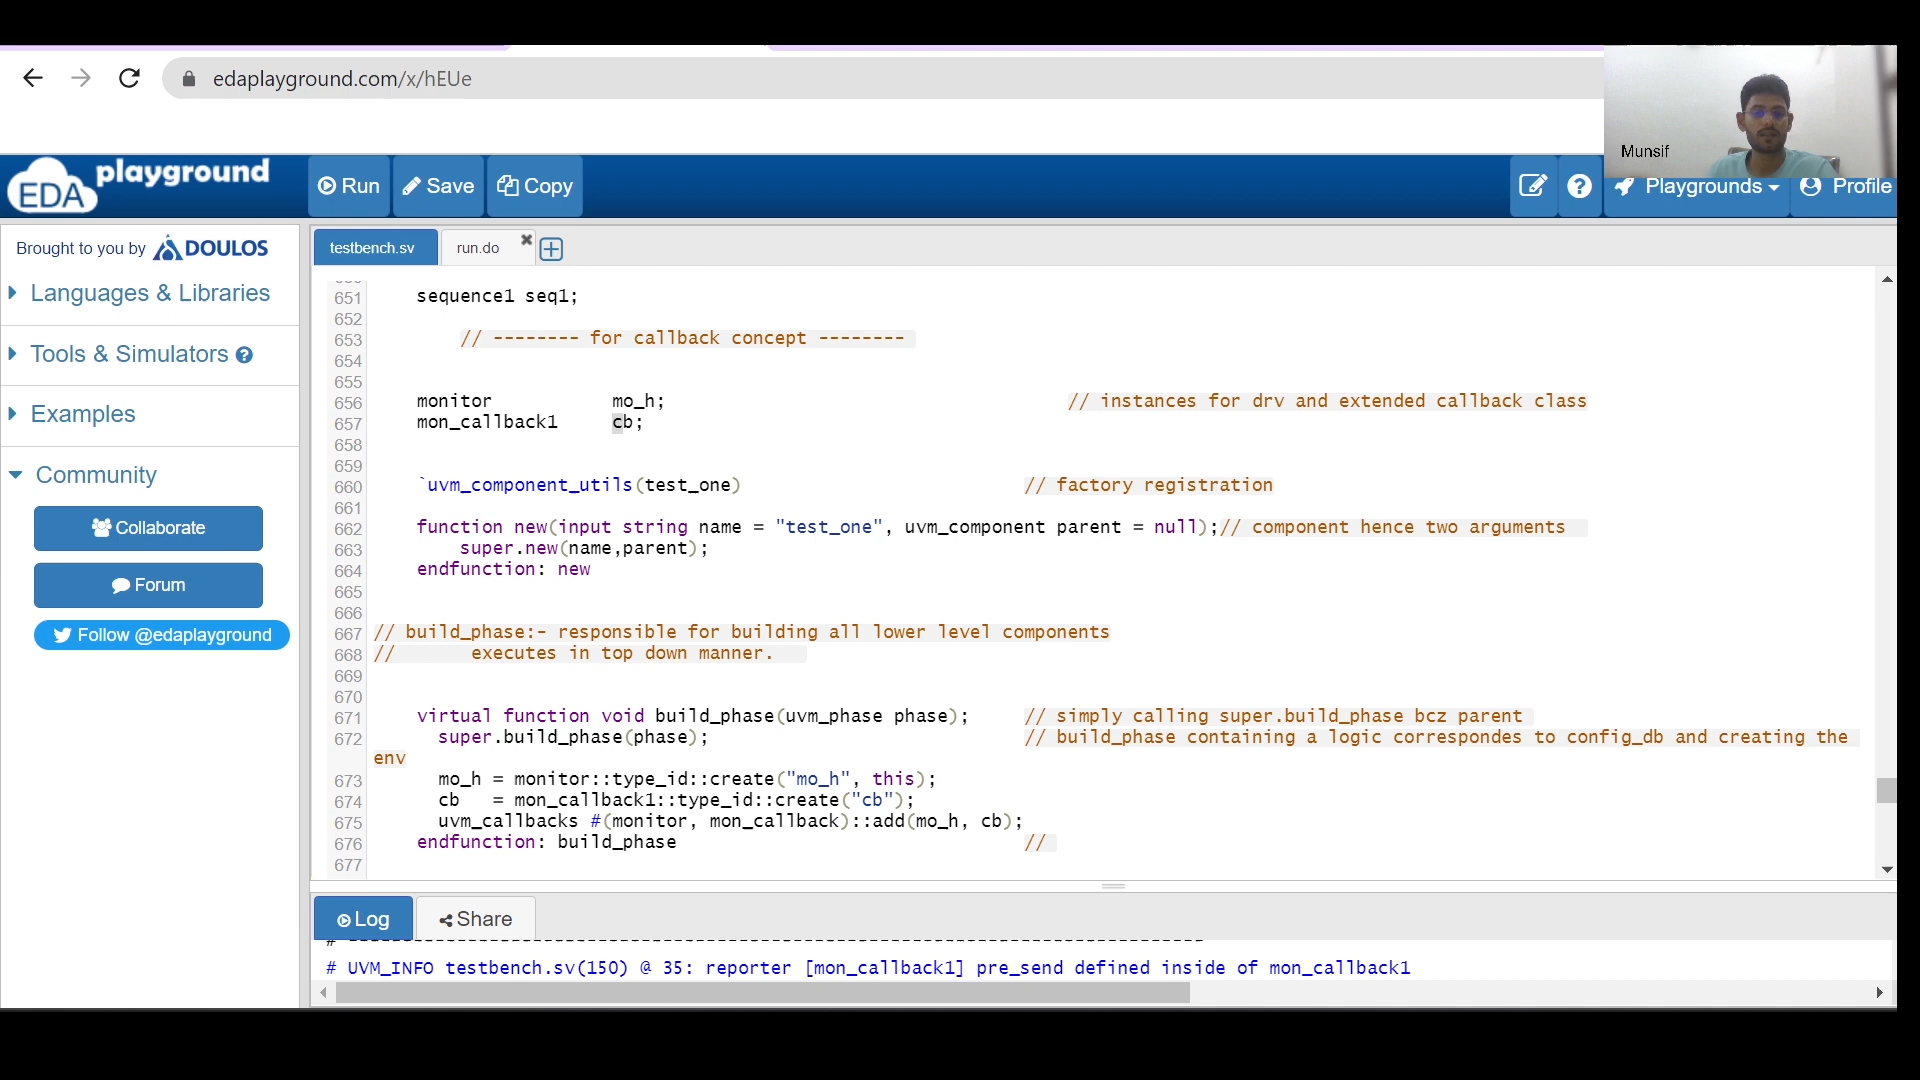 edaplayground.com/x/hEUe
Munsif
EDA playground
Run
Save
Copy
Playgrounds
Profile
Brought to you by DOULOS
testbench.sv
run.do
Languages & Libraries
Tools & Simulators
Examples
Community
Collaborate
Forum
Follow @edaplayground
651 sequence1 seq1;
652
653 // -------- for callback concept --------
654
655
656 monitor mo_h; // instances for drv and extended callback class
657 mon_callback1 cb;
658
659
660 `uvm_component_utils(test_one) // factory registration
661
662 function new(input string name = "test_one", uvm_component parent = null);// component hence two arguments
663 super.new(name,parent);
664 endfunction: new
665
666
667 // build_phase:- responsible for building all lower level components
668 // executes in top down manner.
669
670
671 virtual function void build_phase(uvm_phase phase); // simply calling super.build_phase bcz parent
672 super.build_phase(phase); // build_phase containing a logic correspondes to config_db and creating the
env
673 mo_h = monitor::type_id::create("mo_h", this);
674 cb = mon_callback1::type_id::create("cb");
675 uvm_callbacks #(monitor, mon_callback)::add(mo_h, cb);
676 endfunction: build_phase //
677
Log
Share
# UVM_INFO testbench.sv(150) @ 35: reporter [mon_callback1] pre_send defined inside of mon_callback1